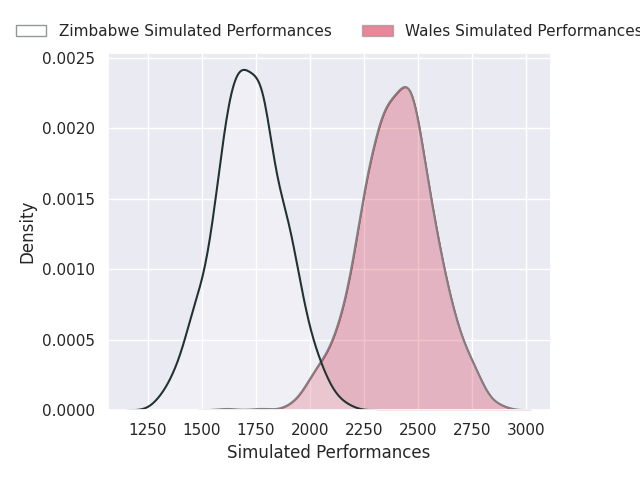 Zimbabwe Simulated Performances Wales Simulated Performances
0.0025
0.0020
0.0015
0.0010
0.0005
0.0000
Density
1250 1500 1750 2000 2250 2500 2750 3000
Simulated Performances